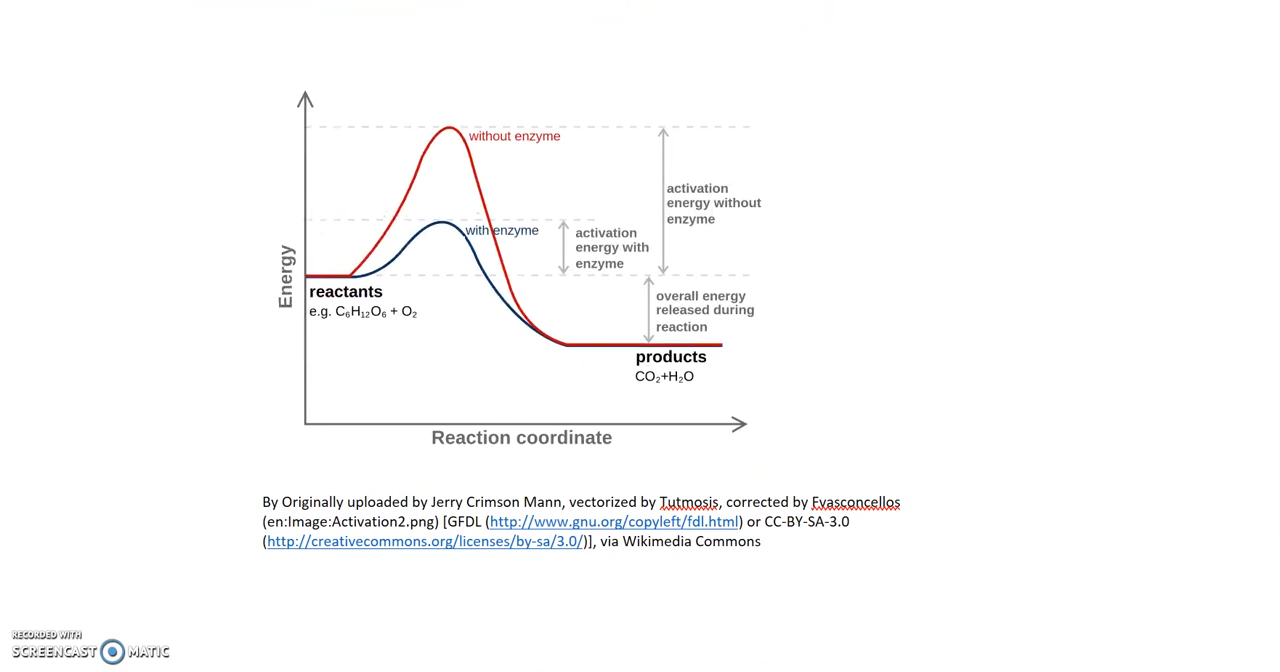 without enzyme
activation
energy without
enzyme
with enzyme
activation
energy with
enzyme
Energy
reactants
e.g. C₆H₁₂O₆ + O₂
overall energy
released during
reaction
products
CO₂+H₂O
Reaction coordinate
By Originally uploaded by Jerry Crimson Mann, vectorized by Tutmosis, corrected by Fvasconcellos
(en:Image:Activation2.png) [GFDL (http://www.gnu.org/copyleft/fdl.html) or CC-BY-SA-3.0
(http://creativecommons.org/licenses/by-sa/3.0/)], via Wikimedia Commons
RECORDED WITH
SCREENCAST MATIC